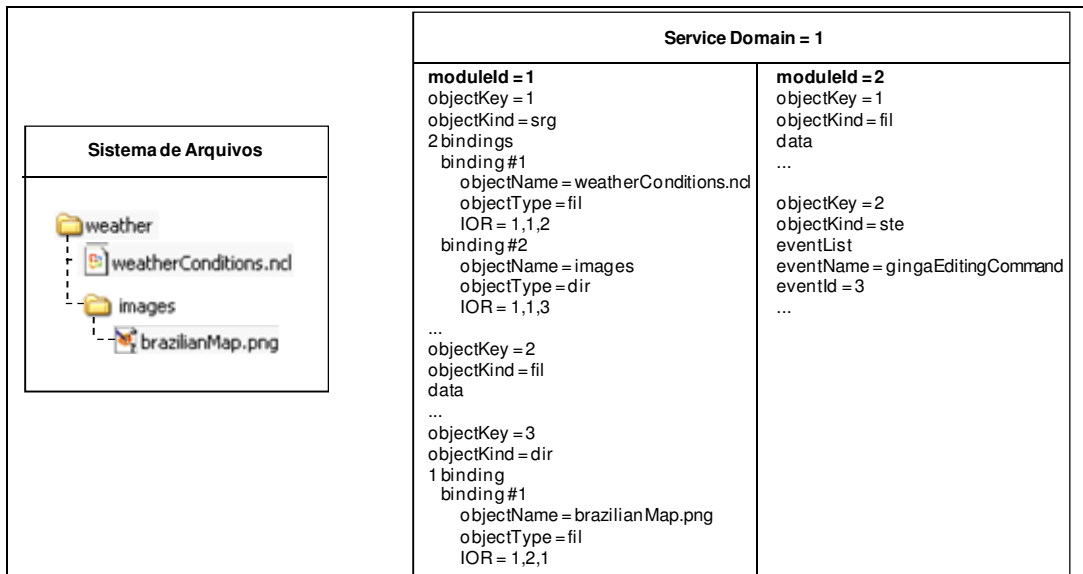 Sistema de Arquivos
weather
weatherConditions.ncl
images
brazilianMap.png
Service Domain = 1
moduleId = 1
objectKey = 1
objectKind = srg
2 bindings
binding #1
objectName = weatherConditions.ncl
objectType = fil
IOR = 1,1,2
binding #2
objectName = images
objectType = dir
IOR = 1,1,3
...
objectKey = 2
objectKind = fil
data
...
objectKey = 3
objectKind = dir
1 binding
binding #1
objectName = brazilianMap.png
objectType = fil
IOR = 1,2,1
moduleId = 2
objectKey = 1
objectKind = fil
data
...
objectKey = 2
objectKind = ste
eventList
eventName = gingaEditingCommand
eventId = 3
...